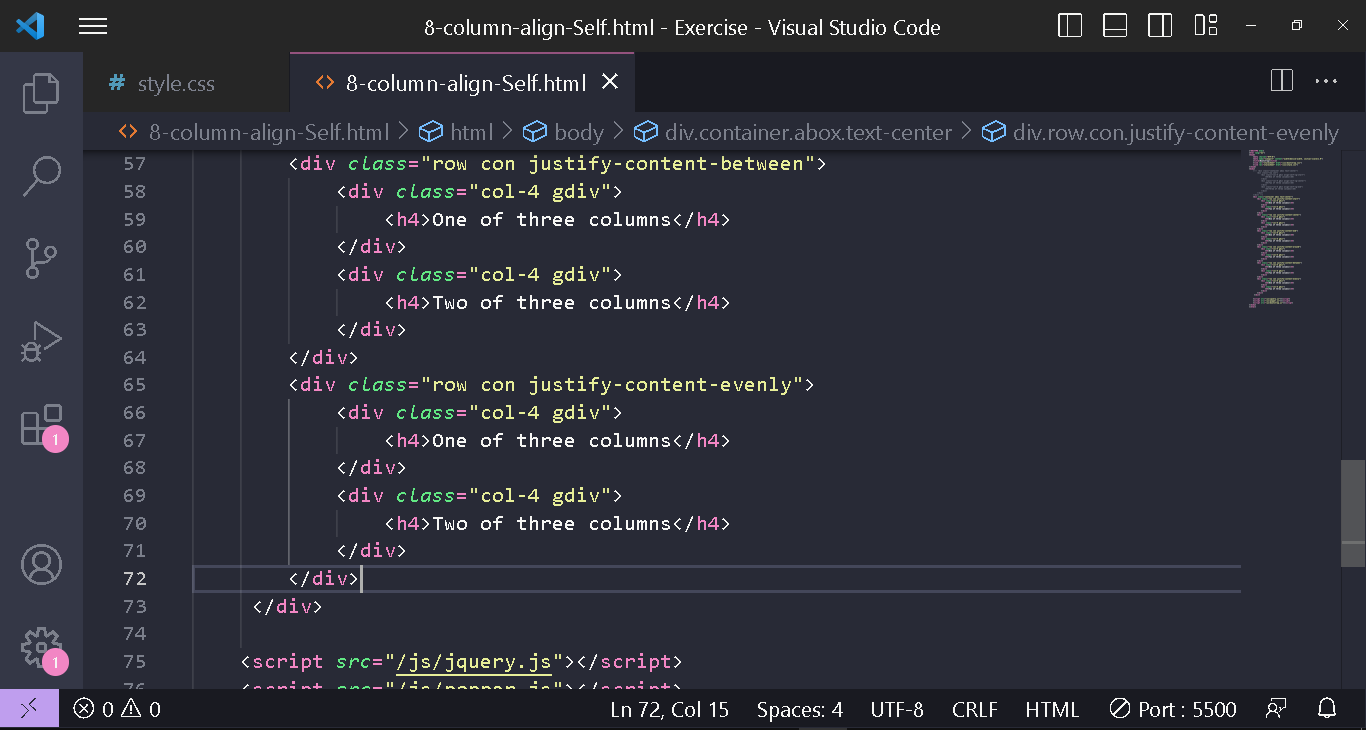 8-column-align-Self.html - Exercise - Visual Studio Code
# style.css
<> 8-column-align-Self.html
<> 8-column-align-Self.html > html > body > div.container.abox.text-center > div.row.con.justify-content-evenly
57 <div class="row con justify-content-between">
58 <div class="col-4 gdiv">
59 <h4>One of three columns</h4>
60 </div>
61 <div class="col-4 gdiv">
62 <h4>Two of three columns</h4>
63 </div>
64 </div>
65 <div class="row con justify-content-evenly">
66 <div class="col-4 gdiv">
67 <h4>One of three columns</h4>
68 </div>
69 <div class="col-4 gdiv">
70 <h4>Two of three columns</h4>
71 </div>
72 </div>
73 </div>
74
75 <script src="/js/jquery.js"></script>
76 <script src="/js/popper.js"></script>
1
1
0 0
Ln 72, Col 15 Spaces: 4 UTF-8 CRLF HTML Port : 5500